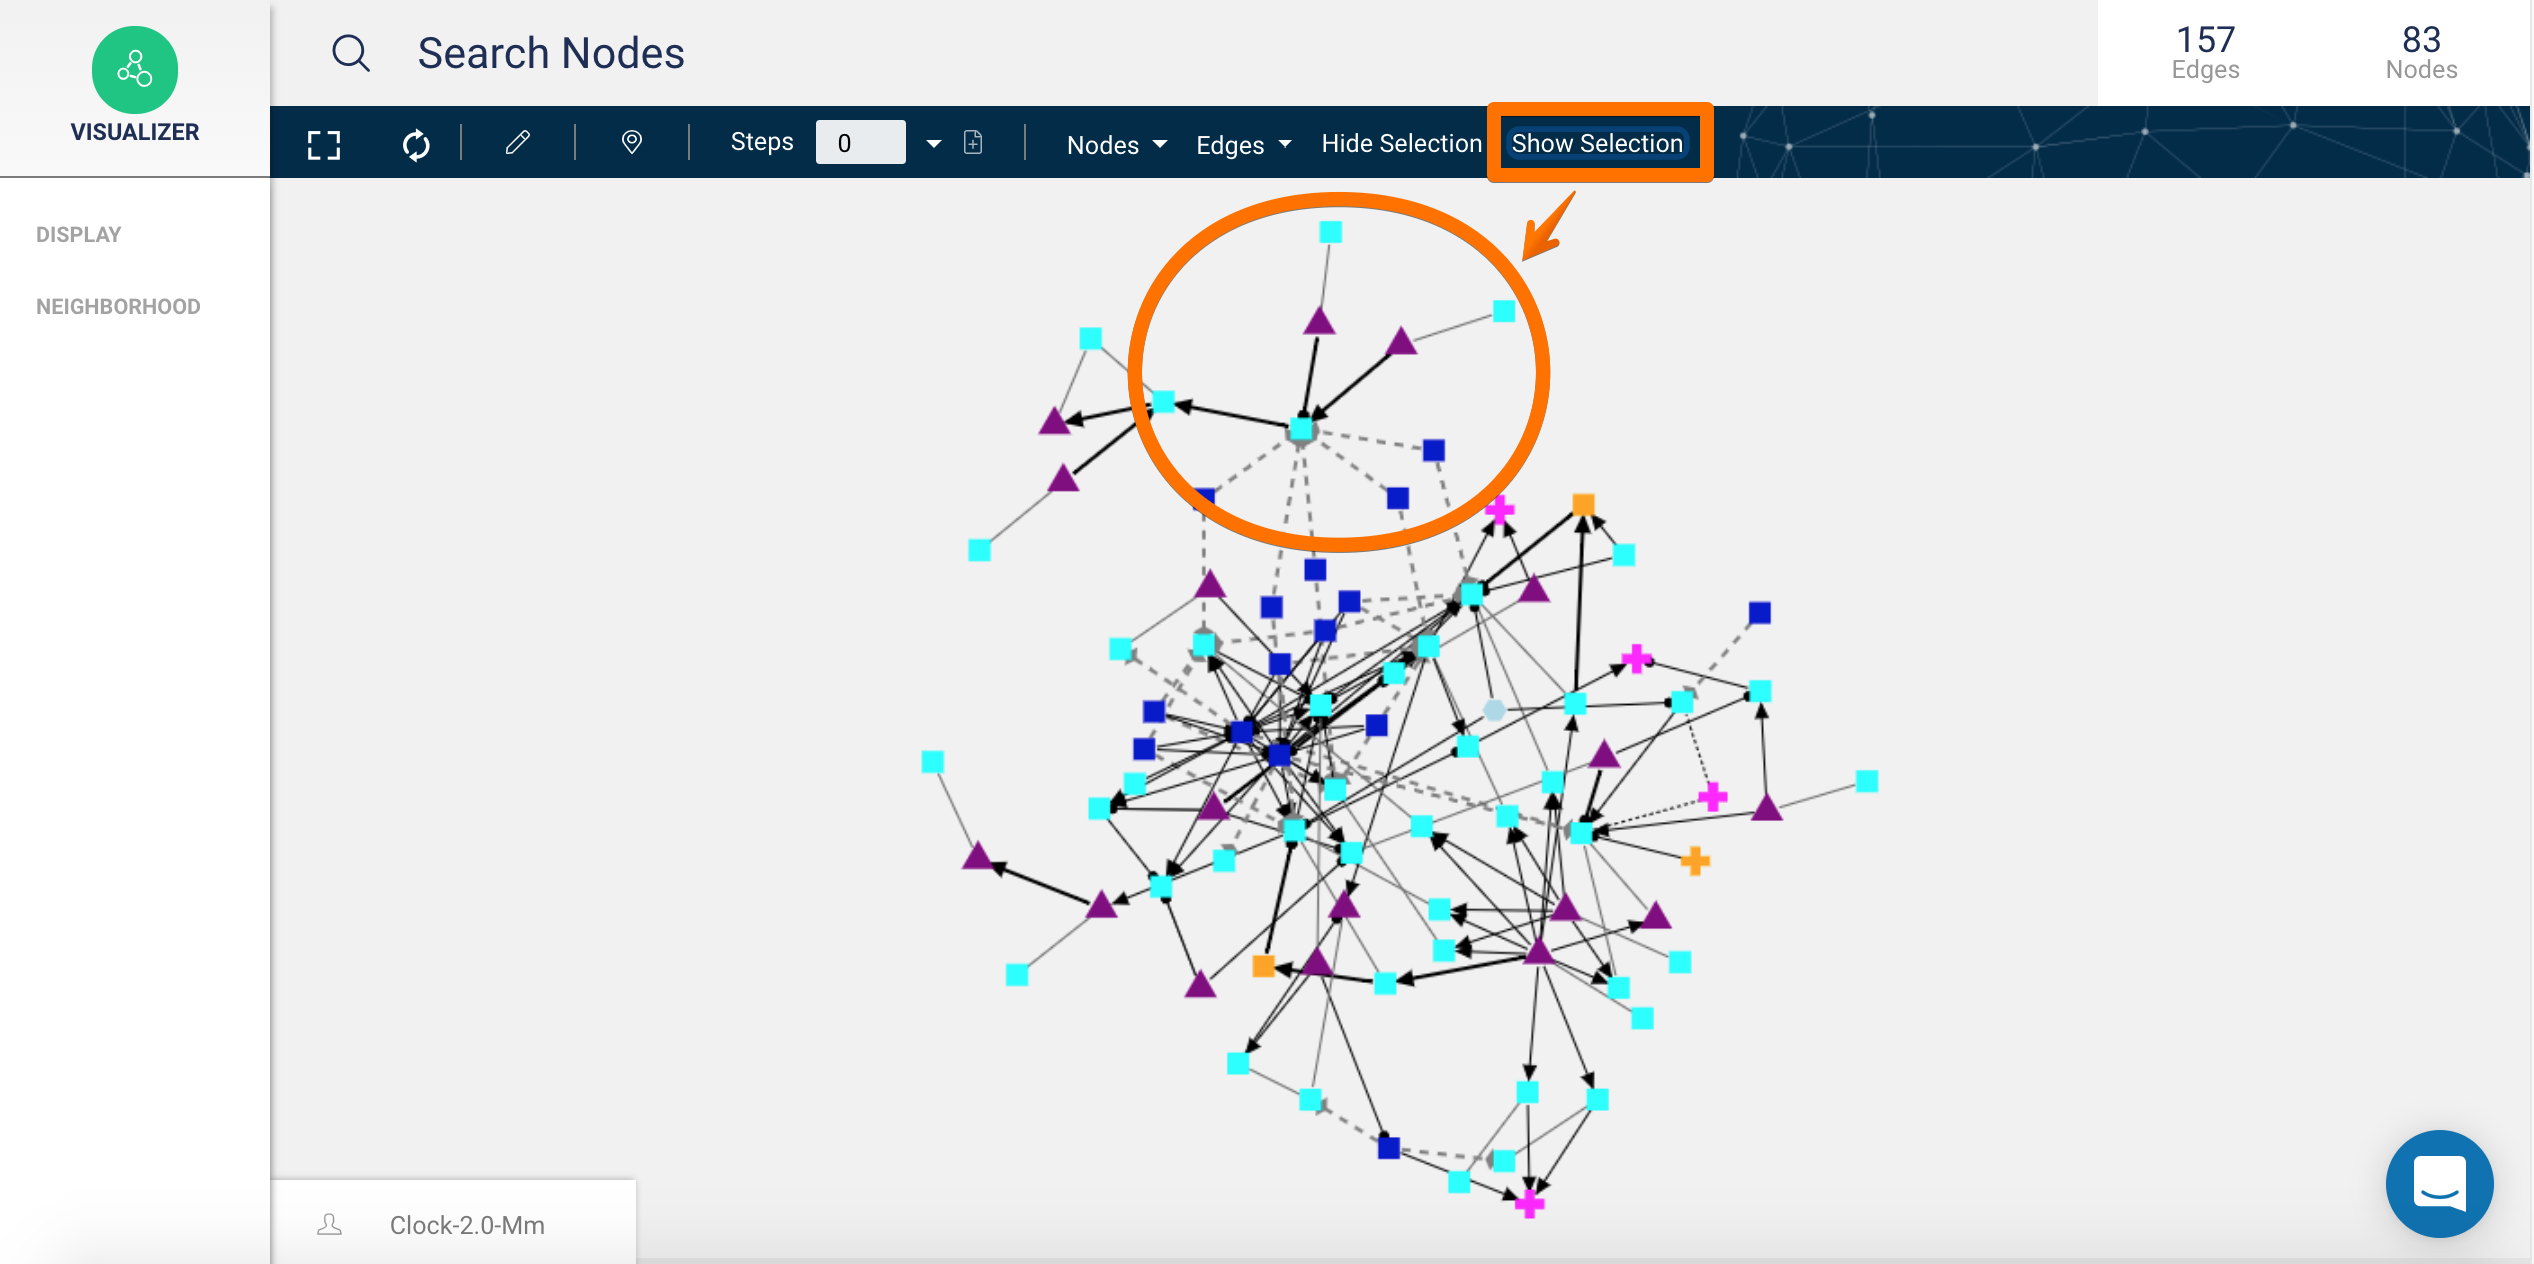 VISUALIZER
Search Nodes
157
Edges
83
Nodes
Steps 0 Nodes Edges Hide Selection Show Selection
DISPLAY
NEIGHBORHOOD
Clock-2.0-Mm